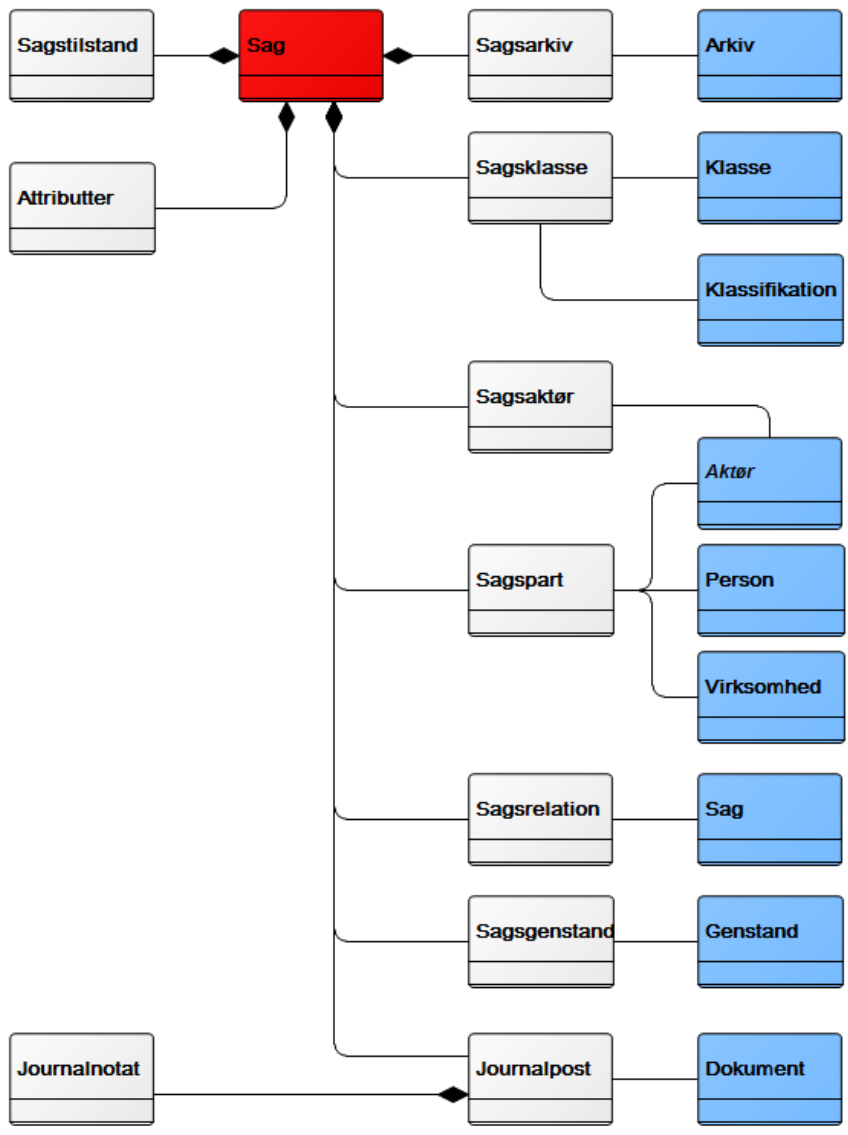 Sagstilstand
Sag
Sagsarkiv
Arkiv
Attributter
Sagsklasse
Klasse
Klassifikation
Sagsaktør
Aktør
Sagspart
Person
Virksomhed
Sagsrelation
Sag
Sagsgenstand
Genstand
Journalnotat
Journalpost
Dokument